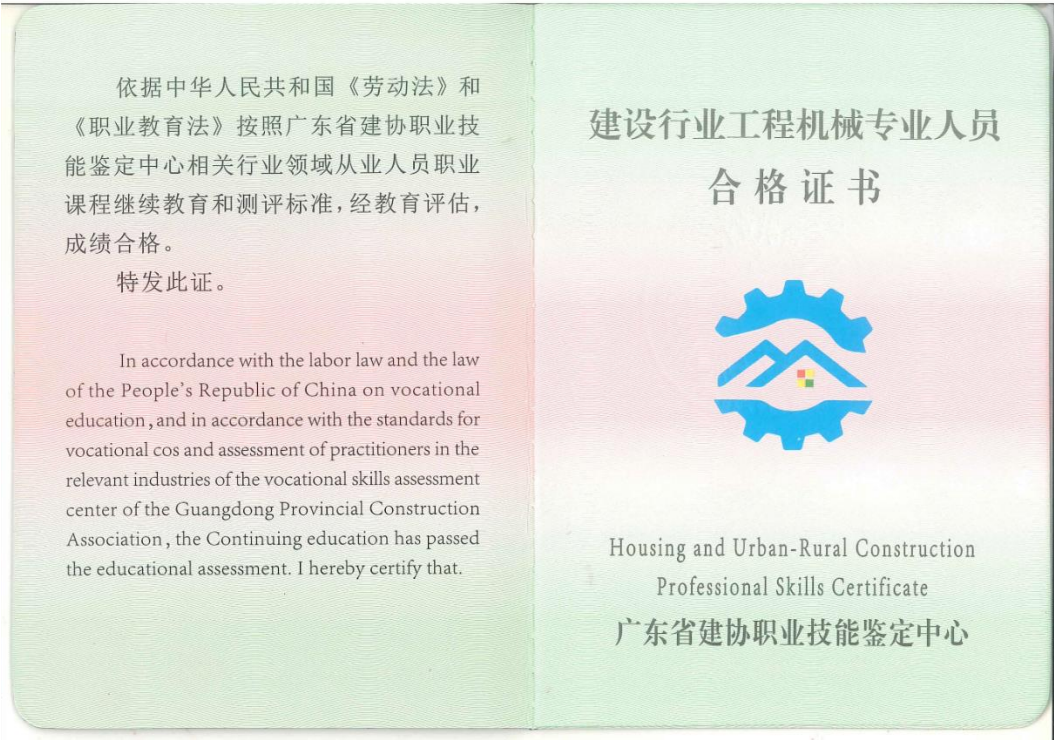 依据中华人民共和国《劳动法》和
《职业教育法》按照广东省建协职业技
能鉴定中心相关行业领域从业人员职业
课程继续教育和测评标准，经教育评估，
成绩合格。
特发此证。
In accordance with the labor law and the law
of the People's Republic of China on vocational
education, and in accordance with the standards for
vocational cos and assessment of practitioners in the
relevant industries of the vocational skills assessment
center of the Guangdong Provincial Construction
Association, the Continuing education has passed
the educational assessment. I hereby certify that.
建设行业工程机械专业人员
合格证书
Housing and Urban-Rural Construction
Professional Skills Certificate
广东省建协职业技能鉴定中心